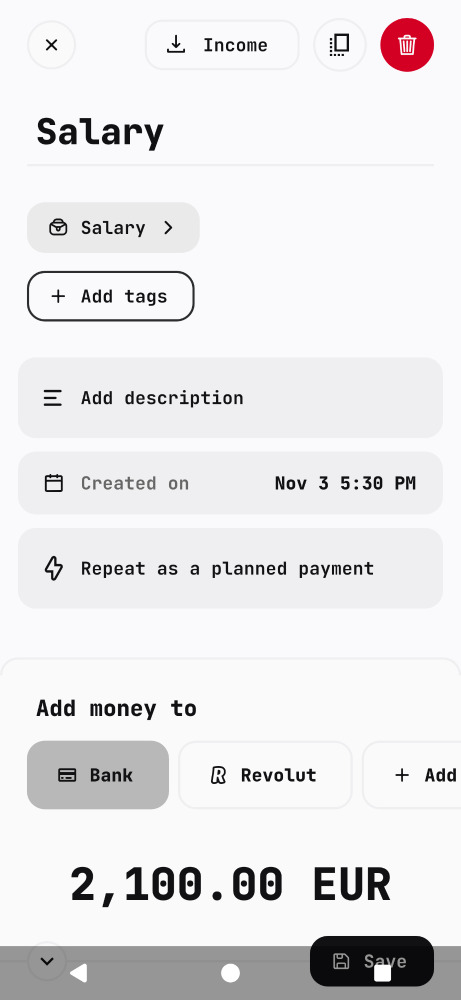 Income
Salary
Salary
Add tags
Add description
Created on Nov 3 5:30 PM
Repeat as a planned payment
Add money to
Bank Revolut Add
2,100.00 EUR
Save